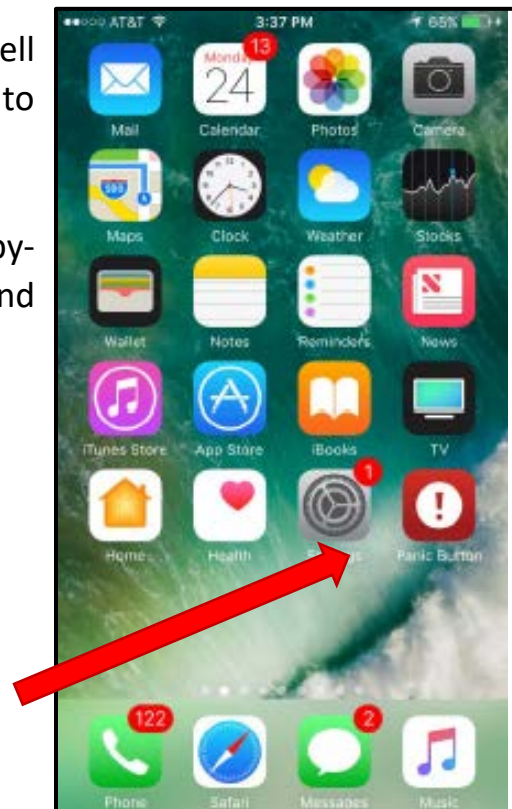 ell
to
by-
nd
AT&T 3:37 PM 65%
13
Monday
24
Mail Calendar Photos Camera
280
Maps Clock Weather Stocks
Wallet Notes Reminders News
iTunes Store App Store iBooks TV
1
Home Health Panic Button
122 2
Phone Safari Messages Music